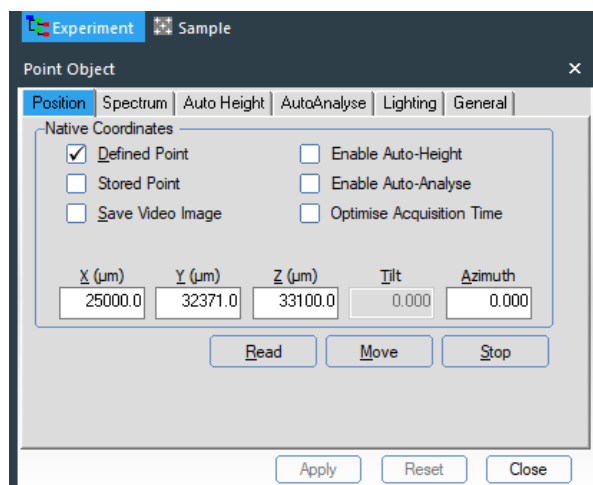 Experiment Sample
Point Object
Position Spectrum Auto Height AutoAnalyse Lighting General
Native Coordinates
Defined Point Enable Auto-Height
Stored Point Enable Auto-Analyse
Save Video Image Optimise Acquisition Time
X (µm) Y (µm) Z (µm) Tilt Azimuth
25000.0 32371.0 33100.0 0.000 0.000
Read Move Stop
Apply Reset Close